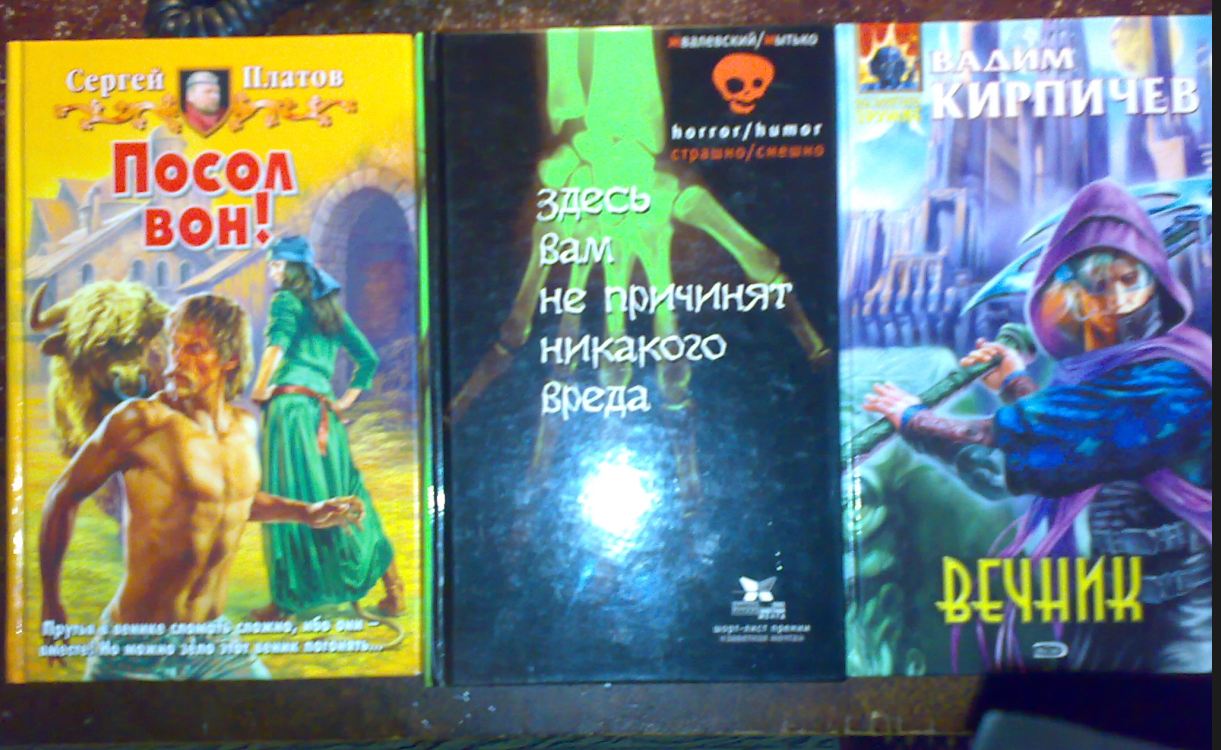 Сергей Платов
Посол
вон!
Прутья в венике сломать сложно, ибо они –
вместе! Но можно зело этот веник погонять...
жвалевский/мытько
horror/humor
страшно/смешно
здесь
вам
не причинят
никакого
вреда
шорт-лист премии
Вадим
Кирпичев
Вечник